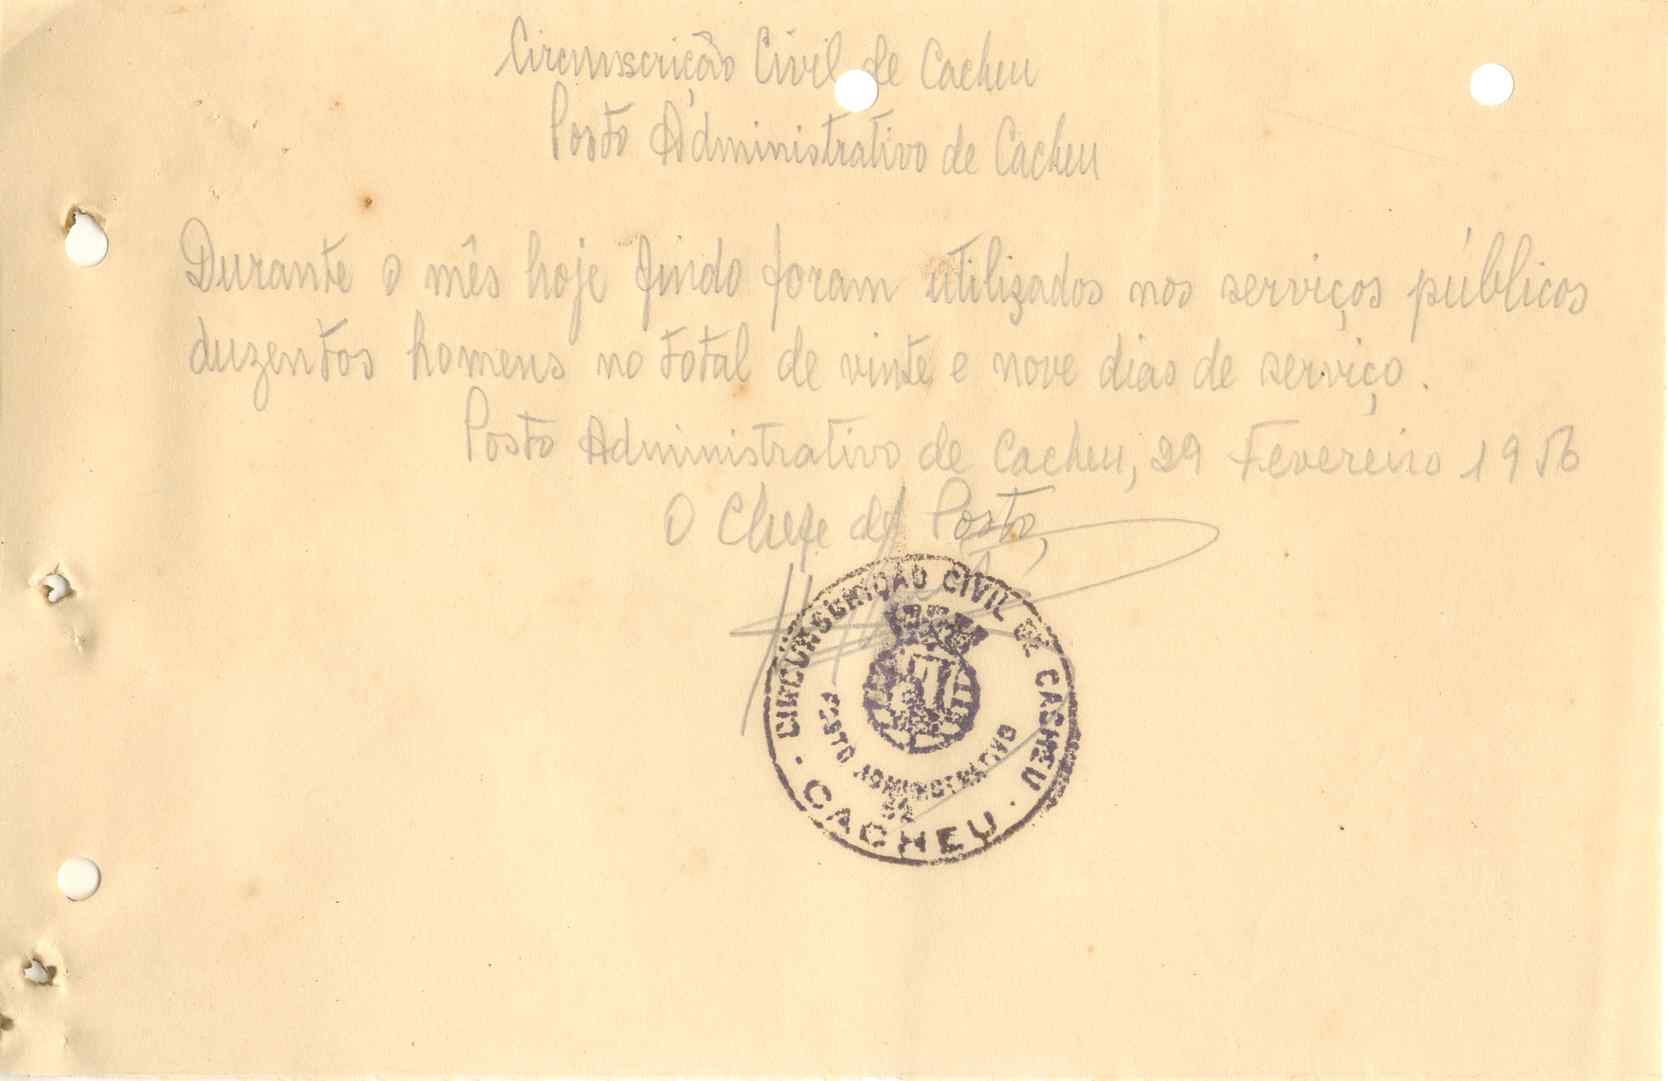 Circunscrição Civil de Cacheu
Posto Administrativo de Cacheu
Durante o mês hoje findo foram utilizados nos serviços públicos
duzentos homens no total de vinte e nove dias de serviço.
Posto Administrativo de Cacheu, 29 Fevereiro 1956
O Chefe de Posto,
CIRCUNSCRIÇÃO CIVIL DE CACHEU
POSTO ADMINISTRATIVO
DE
· CACHEU ·